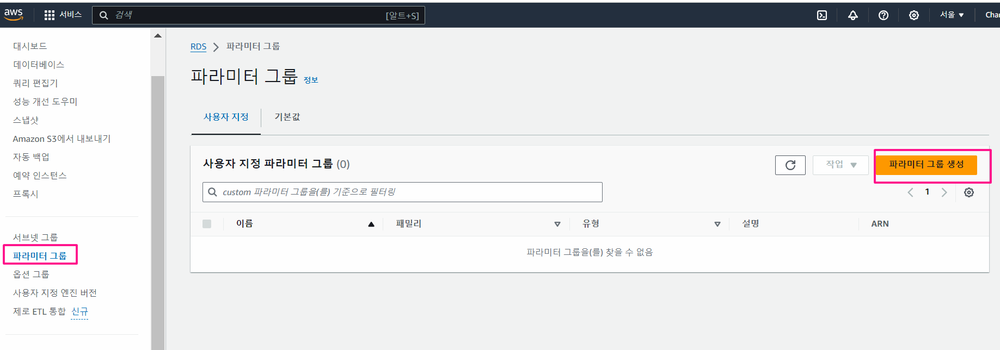 aws 서비스 검색 [알트+S] 서울
대시보드
데이터베이스
쿼리 편집기
성능 개선 도우미
스냅샷
Amazon S3에서 내보내기
자동 백업
예약 인스턴스
프록시
서브넷 그룹
파라미터 그룹
옵션 그룹
사용자 지정 엔진 버전
제로 ETL 통합 신규
RDS 파라미터 그룹
파라미터 그룹 정보
사용자 지정 기본값
사용자 지정 파라미터 그룹 (0) 작업 파라미터 그룹 생성
custom 파라미터 그룹을(를) 기준으로 필터링 1
이름 패밀리 유형 설명 ARN
파라미터 그룹을(를) 찾을 수 없음